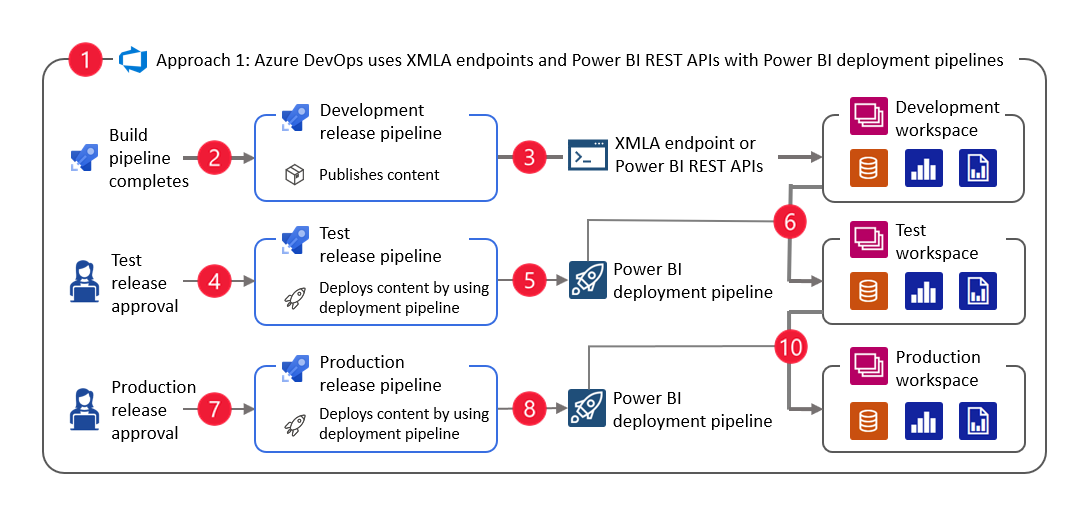 1
Approach 1: Azure DevOps uses XMLA endpoints and Power BI REST APIs with Power BI deployment pipelines
Build
pipeline
completes
2
Development
release pipeline
Publishes content
3
XMLA endpoint or
Power BI REST APIs
Development
workspace
Test
release
approval
4
Test
release pipeline
Deploys content by using
deployment pipeline
5
Power BI
deployment pipeline
6
Test
workspace
Production
release
approval
7
Production
release pipeline
Deploys content by using
deployment pipeline
8
Power BI
deployment pipeline
10
Production
workspace